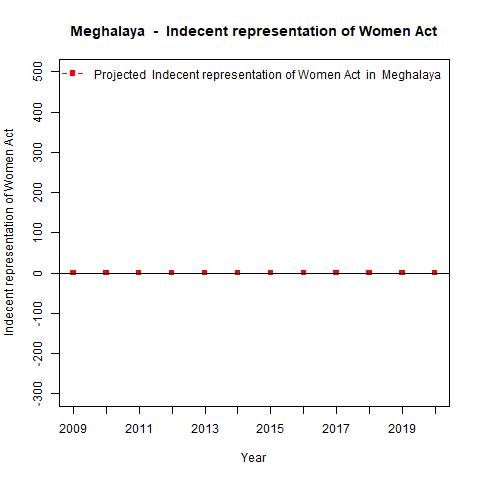 Meghalaya - Indecent representation of Women Act
Projected Indecent representation of Women Act in Meghalaya
Indecent representation of Women Act
500
400
300
200
100
0
-100
-200
-300
2009 2011 2013 2015 2017 2019
Year